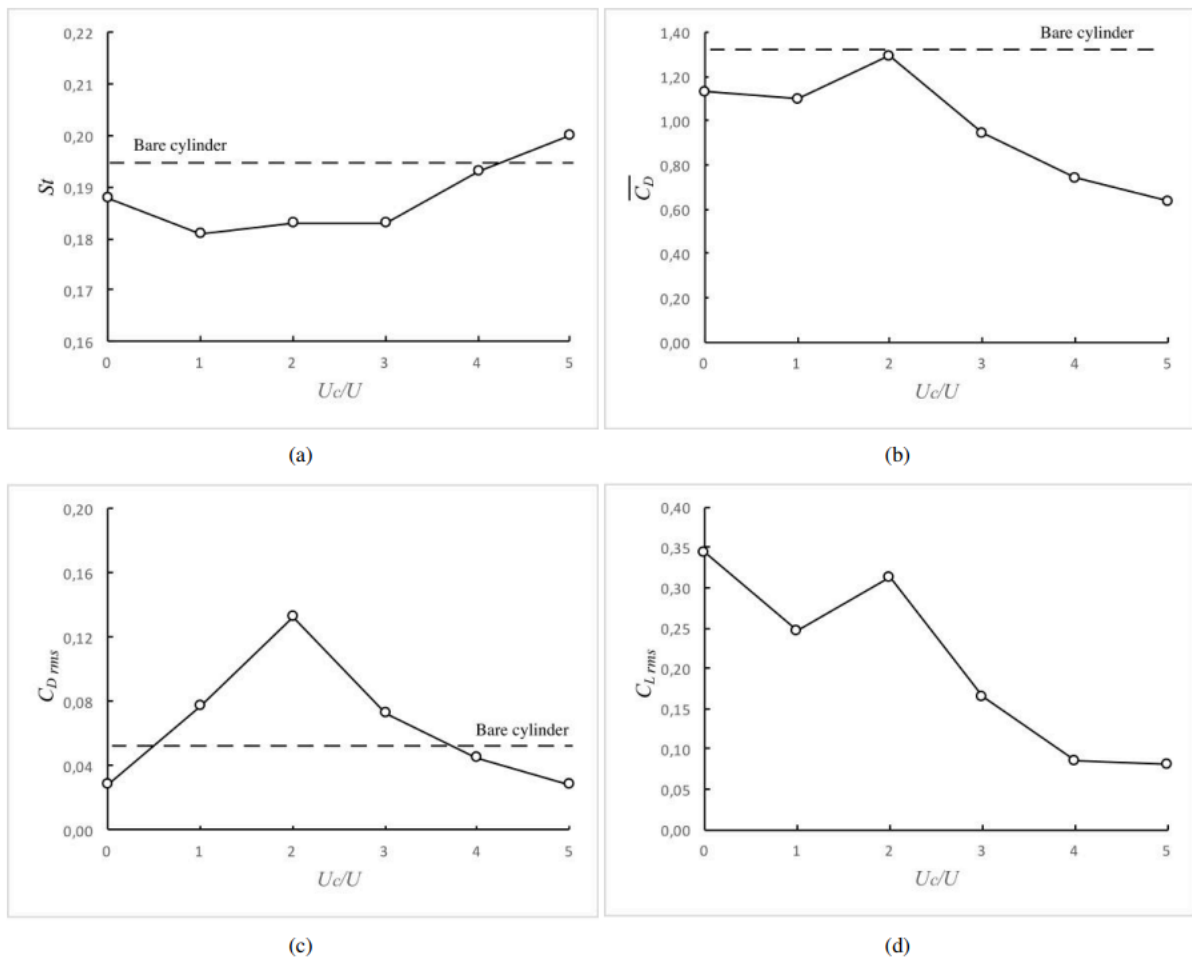 0,22
0,21
0,20
0,19
0,18
0,17
0,16
St
Bare cylinder
0 1 2 3 4 5
Uc/U
(a)
1,40
1,20
1,00
0,80
0,60
0,40
0,20
0,00
C_D
Bare cylinder
0 1 2 3 4 5
Uc/U
(b)
0,20
0,16
0,12
0,08
0,04
0,00
C_D rms
Bare cylinder
0 1 2 3 4 5
Uc/U
(c)
0,40
0,35
0,30
0,25
0,20
0,15
0,10
0,05
0,00
C_L rms
0 1 2 3 4 5
Uc/U
(d)